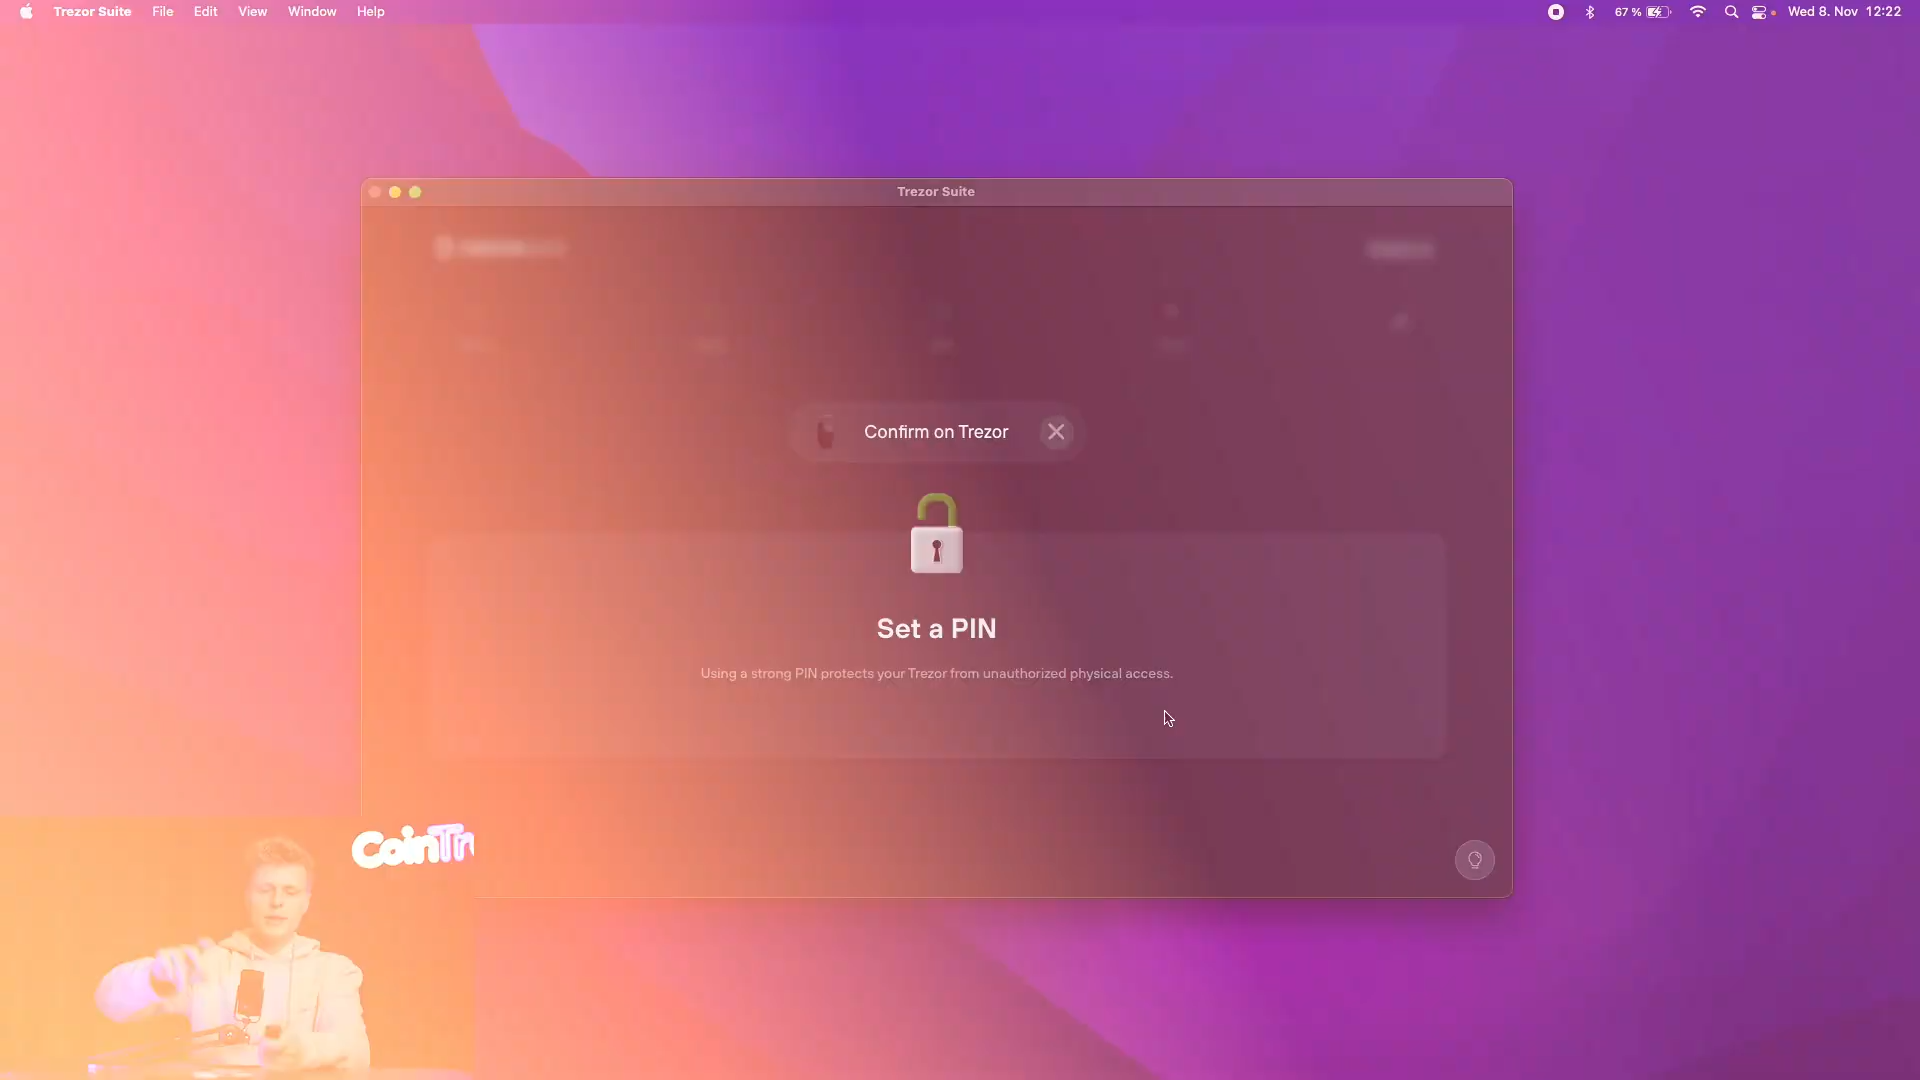 Trezor Suite File Edit View Window Help
67 % Wed 8. Nov 12:22
Trezor Suite
Confirm on Trezor
Set a PIN
Using a strong PIN protects your Trezor from unauthorized physical access.
CoinTr